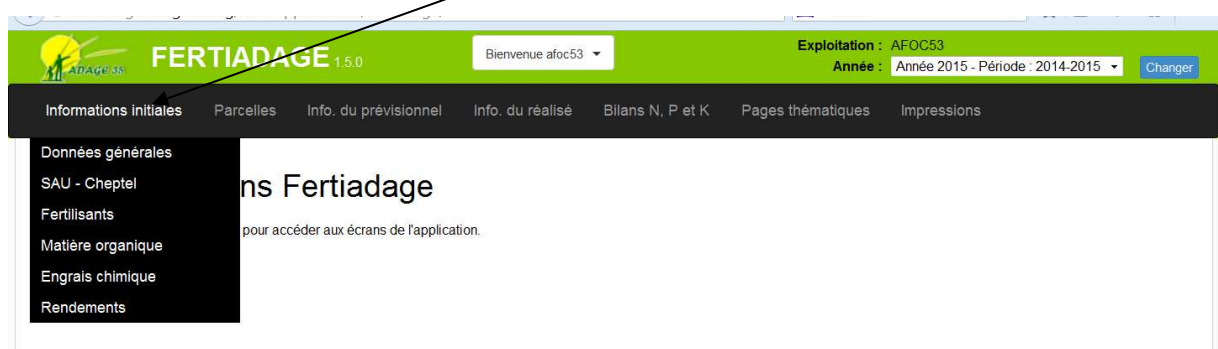 ADAGE 35
FERTIADAGE 1.5.0
Bienvenue afoc53
Exploitation : AFOC53
Année : Année 2015 - Période : 2014-2015
Changer
Informations initiales Parcelles Info. du prévisionnel Info. du réalisé Bilans N, P et K Pages thématiques Impressions
Données générales
SAU - Cheptel
Fertilisants
Matière organique
Engrais chimique
Rendements
ns Fertiadage
pour accéder aux écrans de l'application.